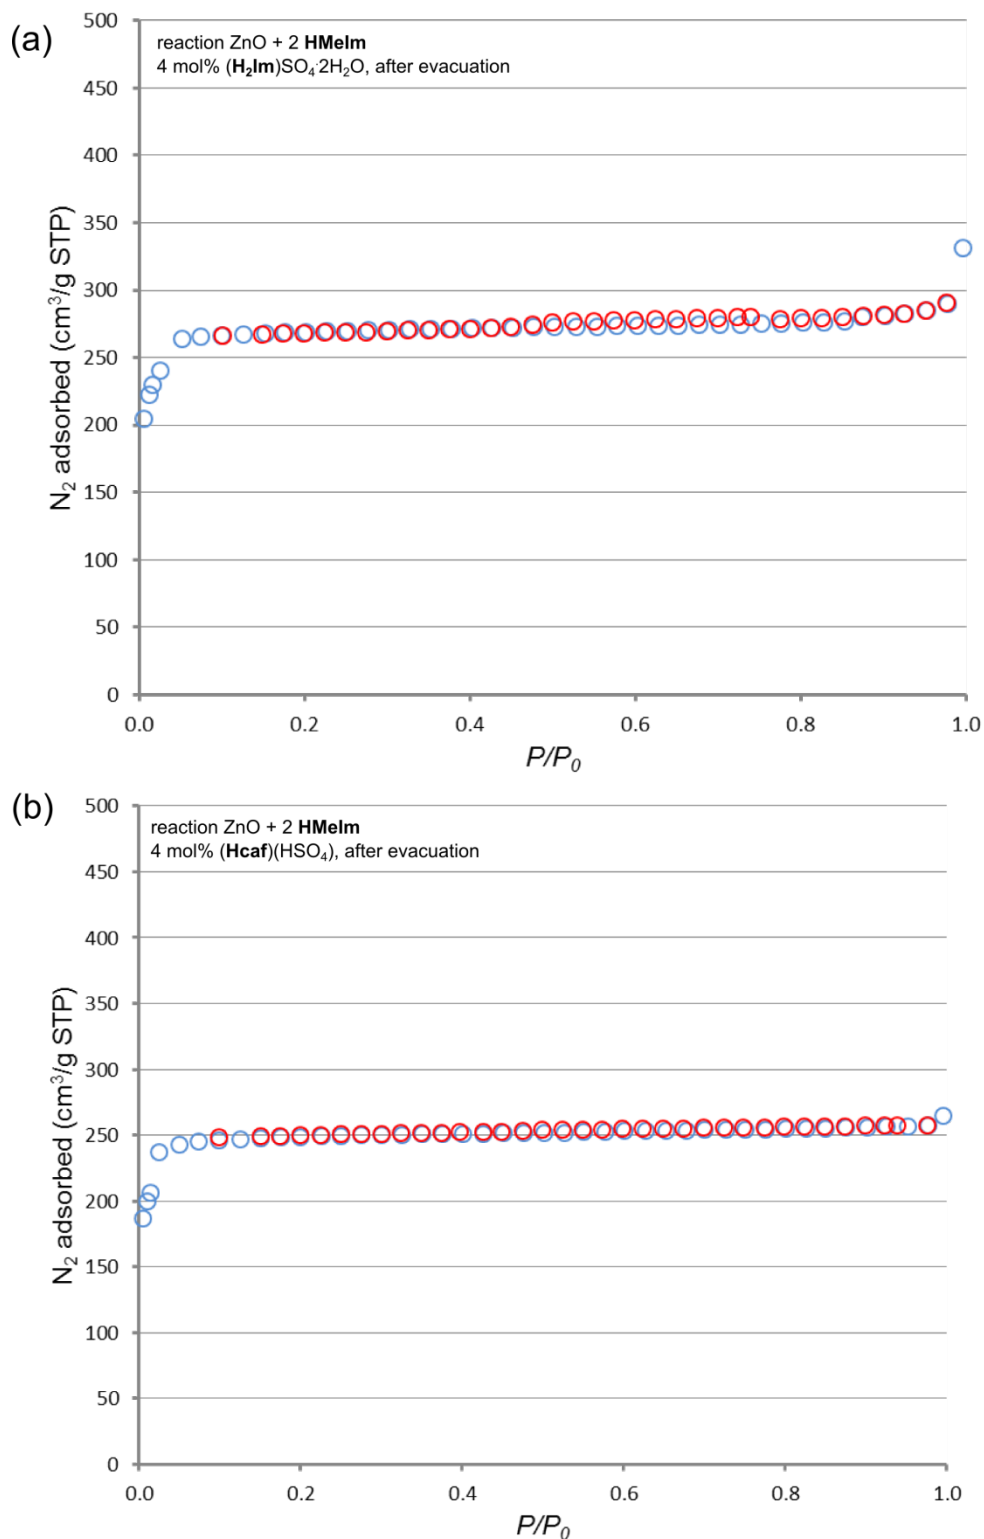 (a)
reaction ZnO + 2 HMeIm
4 mol% (H₂Im)SO₄·2H₂O, after evacuation
500
450
400
350
300
250
200
150
100
50
0
N₂ adsorbed (cm³/g STP)
0.0 0.2 0.4 0.6 0.8 1.0
P/P₀
(b)
reaction ZnO + 2 HMeIm
4 mol% (Hcaf)(HSO₄), after evacuation
500
450
400
350
300
250
200
150
100
50
0
N₂ adsorbed (cm³/g STP)
0.0 0.2 0.4 0.6 0.8 1.0
P/P₀